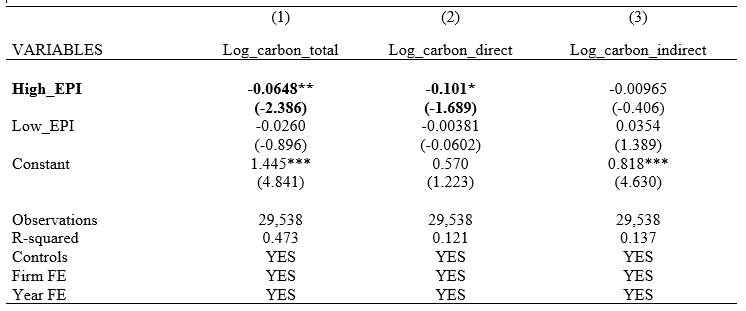 (1) (2) (3)
VARIABLES Log_carbon_total Log_carbon_direct Log_carbon_indirect
High_EPI -0.0648** -0.101* -0.00965
(-2.386) (-1.689) (-0.406)
Low_EPI -0.0260 -0.00381 0.0354
(-0.896) (-0.0602) (1.389)
Constant 1.445*** 0.570 0.818***
(4.841) (1.223) (4.630)
Observations 29,538 29,538 29,538
R-squared 0.473 0.121 0.137
Controls YES YES YES
Firm FE YES YES YES
Year FE YES YES YES